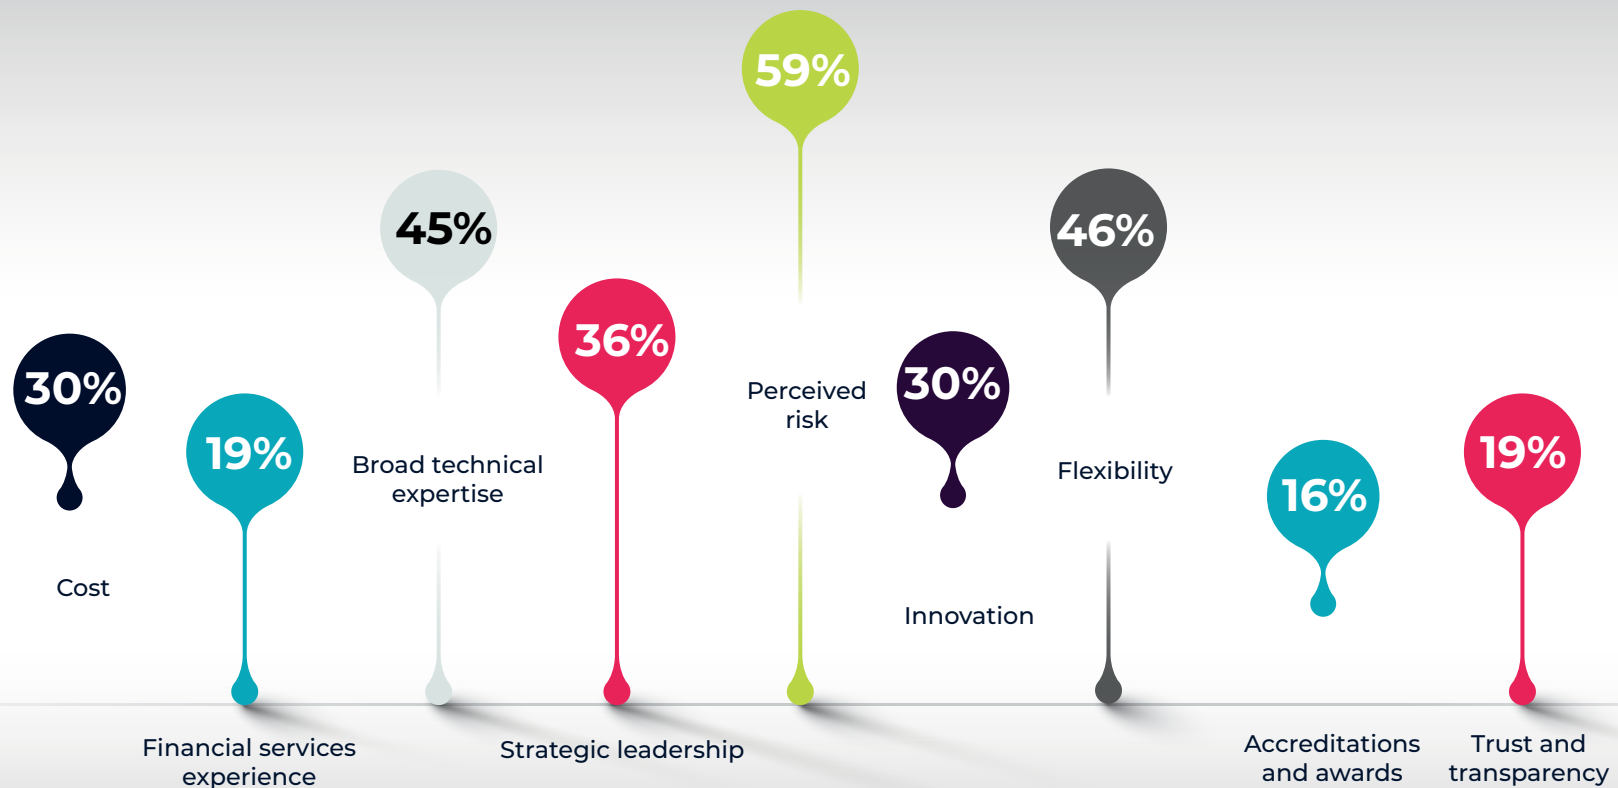 30%
Cost
19%
Financial services
experience
45%
Broad technical
expertise
36%
Strategic leadership
59%
Perceived
risk
30%
Innovation
46%
Flexibility
16%
Accreditations
and awards
19%
Trust and
transparency